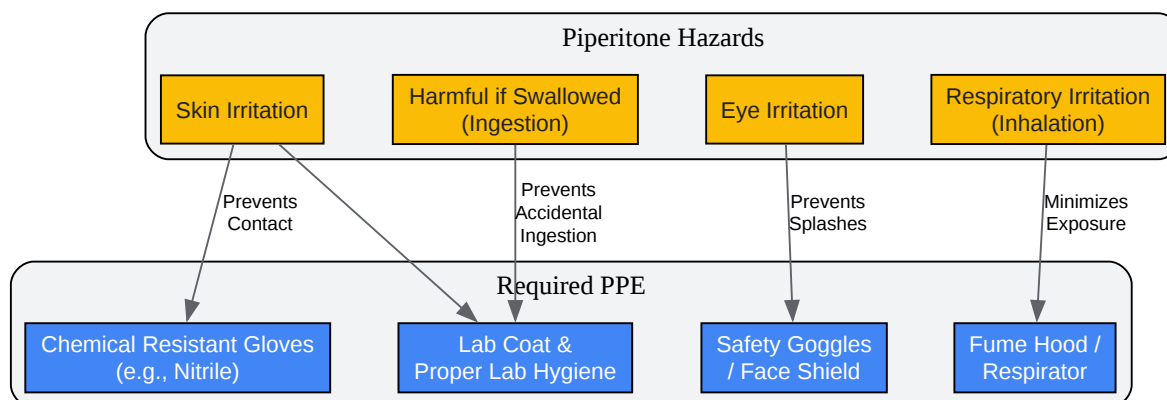 Piperitone Hazards
Skin Irritation
Harmful if Swallowed
(Ingestion)
Eye Irritation
Respiratory Irritation
(Inhalation)
Prevents
Contact
Prevents
Accidental
Ingestion
Prevents
Splashes
Minimizes
Exposure
Required PPE
Chemical Resistant Gloves
(e.g., Nitrile)
Lab Coat &
Proper Lab Hygiene
Safety Goggles
/ Face Shield
Fume Hood /
Respirator